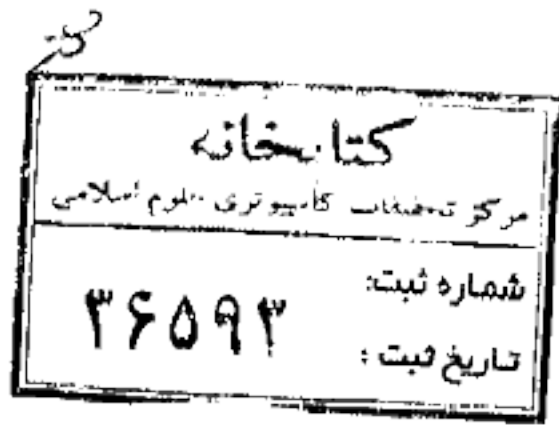 کتابخانه
مرکز تحقیقات کامپیوتری علوم اسلامی
شماره ثبت:
۳۶۵۹۳
تاریخ ثبت :